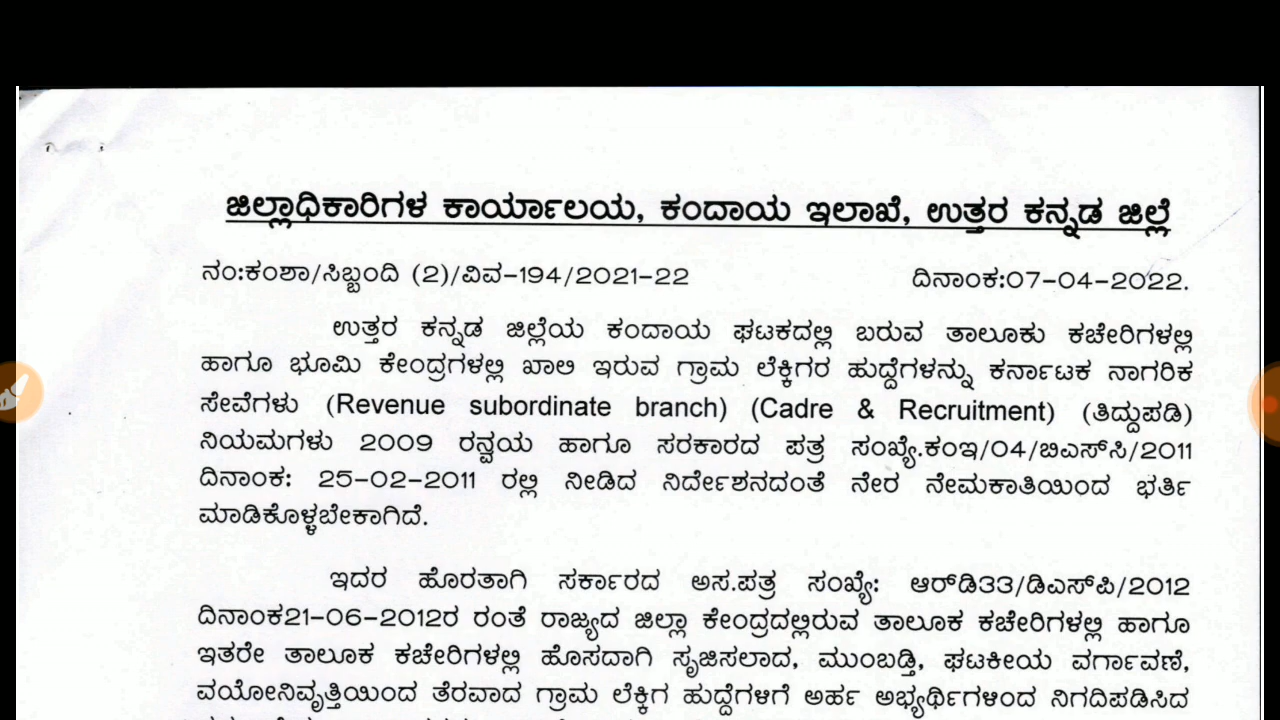 ಜಿಲ್ಲಾಧಿಕಾರಿಗಳ ಕಾರ್ಯಾಲಯ, ಕಂದಾಯ ಇಲಾಖೆ, ಉತ್ತರ ಕನ್ನಡ ಜಿಲ್ಲೆ
ನಂ:ಕಂಶಾ/ಸಿಬ್ಬಂದಿ (2)/ವಿವ-194/2021-22 ದಿನಾಂಕ:07-04-2022.
ಉತ್ತರ ಕನ್ನಡ ಜಿಲ್ಲೆಯ ಕಂದಾಯ ಘಟಕದಲ್ಲಿ ಬರುವ ತಾಲೂಕು ಕಚೇರಿಗಳಲ್ಲಿ
ಹಾಗೂ ಭೂಮಿ ಕೇಂದ್ರಗಳಲ್ಲಿ ಖಾಲಿ ಇರುವ ಗ್ರಾಮ ಲೆಕ್ಕಿಗರ ಹುದ್ದೆಗಳನ್ನು ಕರ್ನಾಟಕ ನಾಗರಿಕ
ಸೇವೆಗಳು (Revenue subordinate branch) (Cadre & Recruitment) (ತಿದ್ದುಪಡಿ)
ನಿಯಮಗಳು 2009 ರನ್ವಯ ಹಾಗೂ ಸರಕಾರದ ಪತ್ರ ಸಂಖ್ಯೆ.ಕಂಇ/04/ಬಿಎಸ್‌ಸಿ/2011
ದಿನಾಂಕ: 25-02-2011 ರಲ್ಲಿ ನೀಡಿದ ನಿರ್ದೇಶನದಂತೆ ನೇರ ನೇಮಕಾತಿಯಿಂದ ಭರ್ತಿ
ಮಾಡಿಕೊಳ್ಳಬೇಕಾಗಿದೆ.
ಇದರ ಹೊರತಾಗಿ ಸರ್ಕಾರದ ಅಸ.ಪತ್ರ ಸಂಖ್ಯೆ: ಆರ್‌ಡಿ33/ಡಿಎಸ್‌ಪಿ/2012
ದಿನಾಂಕ21-06-2012ರ ರಂತೆ ರಾಜ್ಯದ ಜಿಲ್ಲಾ ಕೇಂದ್ರದಲ್ಲಿರುವ ತಾಲೂಕ ಕಚೇರಿಗಳಲ್ಲಿ ಹಾಗೂ
ಇತರೇ ತಾಲೂಕ ಕಚೇರಿಗಳಲ್ಲಿ ಹೊಸದಾಗಿ ಸೃಜಿಸಲಾದ, ಮುಂಬಡ್ತಿ, ಘಟಕೀಯ ವರ್ಗಾವಣೆ,
ವಯೋನಿವೃತ್ತಿಯಿಂದ ತೆರವಾದ ಗ್ರಾಮ ಲೆಕ್ಕಿಗ ಹುದ್ದೆಗಳಿಗೆ ಅರ್ಹ ಅಭ್ಯರ್ಥಿಗಳಿಂದ ನಿಗದಿಪಡಿಸಿದ